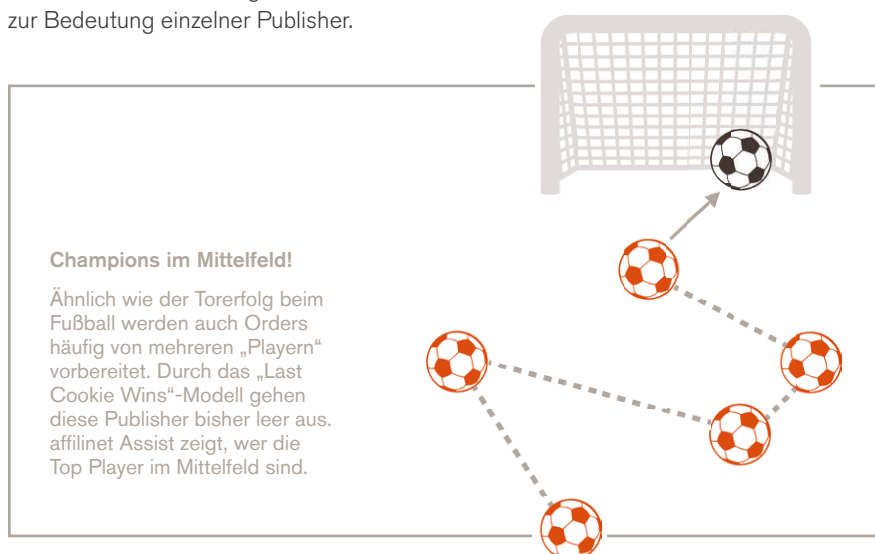 zur Bedeutung einzelner Publisher.
Champions im Mittelfeld!
Ähnlich wie der Torerfolg beim
Fußball werden auch Orders
häufig von mehreren „Playern“
vorbereitet. Durch das „Last
Cookie Wins“-Modell gehen
diese Publisher bisher leer aus.
affilinet Assist zeigt, wer die
Top Player im Mittelfeld sind.